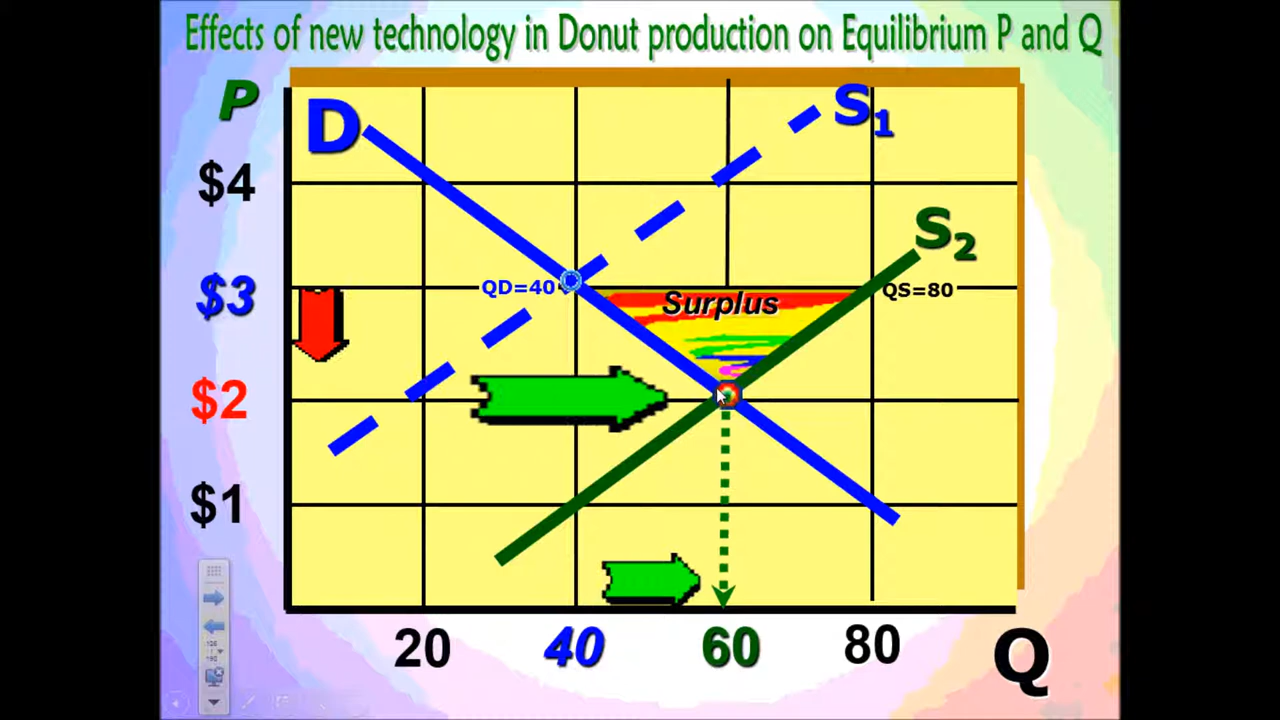 Effects of new technology in Donut production on Equilibrium P and Q
P
D
S1
$4
S2
$3
QD=40
Surplus
QS=80
$2
$1
20
40
60
80
Q